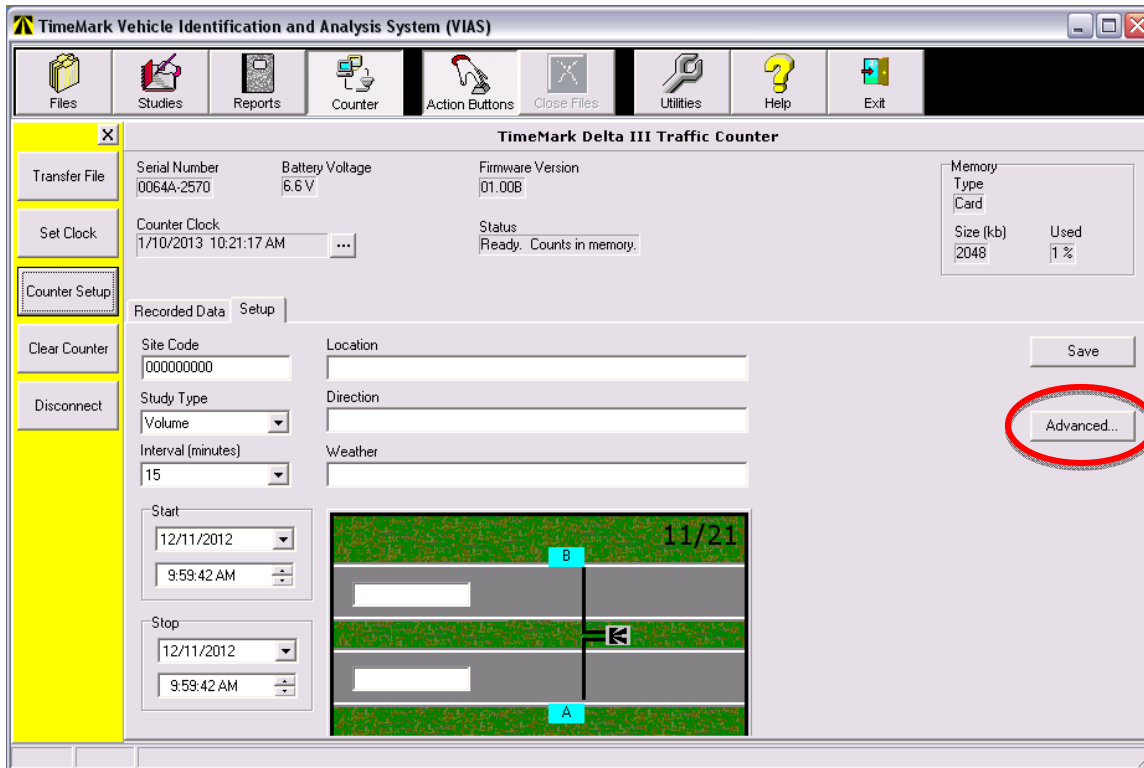 TimeMark Vehicle Identification and Analysis System (VIAS)
Files
Studies
Reports
Counter
Action Buttons
Close Files
Utilities
Help
Exit
TimeMark Delta III Traffic Counter
Transfer File
Set Clock
Counter Setup
Clear Counter
Disconnect
Serial Number
0064A-2570
Battery Voltage
6.6 V
Firmware Version
01.00B
Memory
Type
Card
Size (kb)
2048
Used
1 %
Counter Clock
1/10/2013 10:21:17 AM
...
Status
Ready. Counts in memory.
Recorded Data
Setup
Site Code
000000000
Location
Save
Study Type
Volume
Direction
Advanced...
Interval (minutes)
15
Weather
Start
12/11/2012
9:59:42 AM
Stop
12/11/2012
9:59:42 AM
11/21
B
A